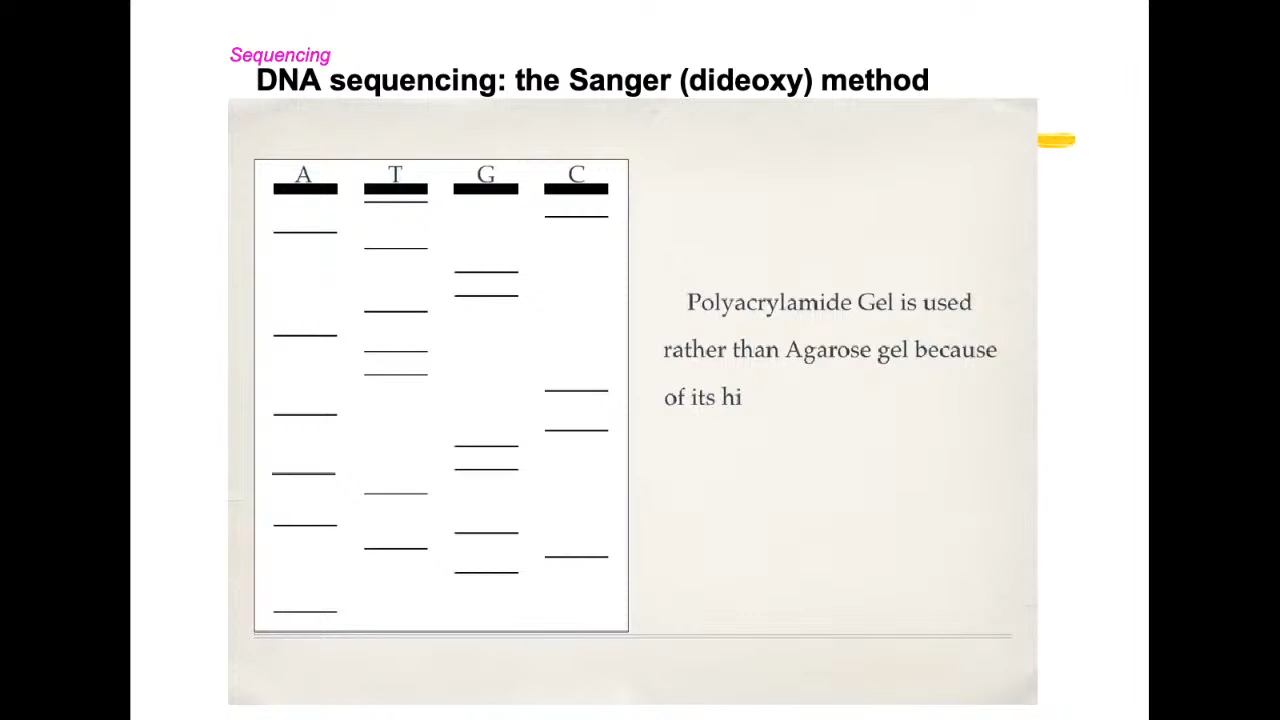 Sequencing
DNA sequencing: the Sanger (dideoxy) method
A T G C
Polyacrylamide Gel is used
rather than Agarose gel because
of its hi